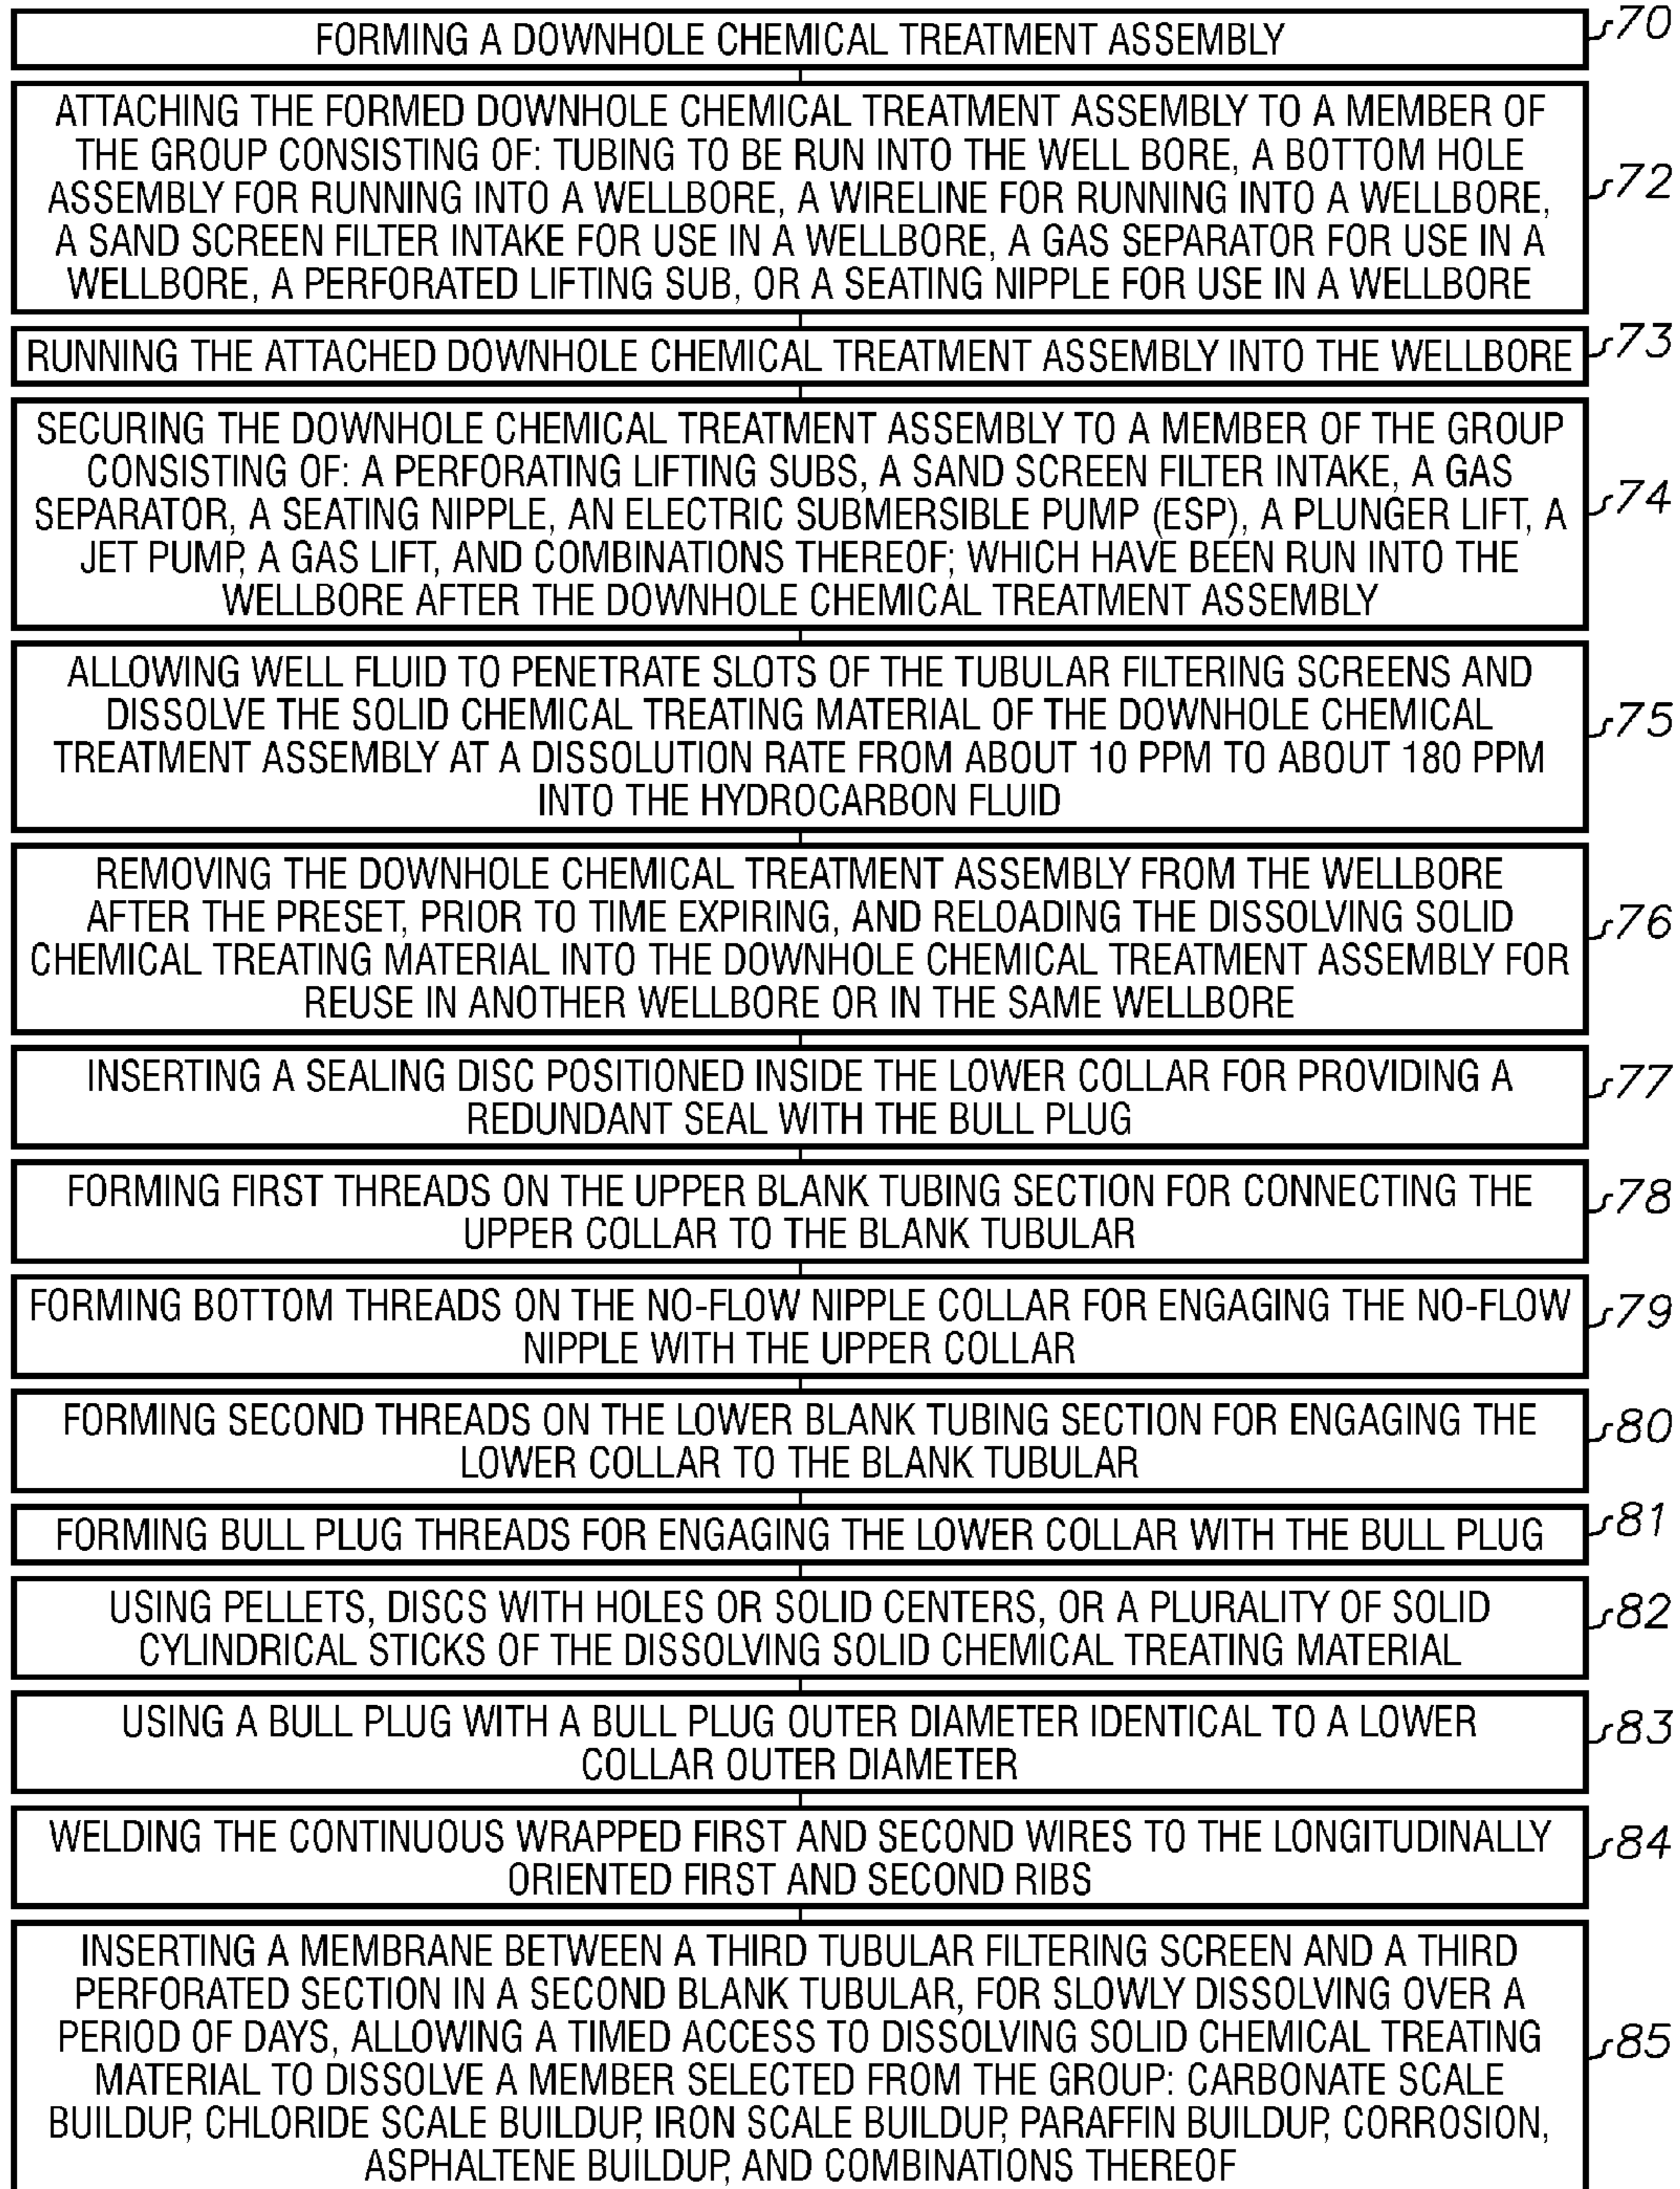 FORMING A DOWNHOLE CHEMICAL TREATMENT ASSEMBLY
70
ATTACHING THE FORMED DOWNHOLE CHEMICAL TREATMENT ASSEMBLY TO A MEMBER OF
THE GROUP CONSISTING OF: TUBING TO BE RUN INTO THE WELL BORE, A BOTTOM HOLE
ASSEMBLY FOR RUNNING INTO A WELLBORE, A WIRELINE FOR RUNNING INTO A WELLBORE,
A SAND SCREEN FILTER INTAKE FOR USE IN A WELLBORE, A GAS SEPARATOR FOR USE IN A
WELLBORE, A PERFORATED LIFTING SUB, OR A SEATING NIPPLE FOR USE IN A WELLBORE
72
RUNNING THE ATTACHED DOWNHOLE CHEMICAL TREATMENT ASSEMBLY INTO THE WELLBORE
73
SECURING THE DOWNHOLE CHEMICAL TREATMENT ASSEMBLY TO A MEMBER OF THE GROUP
CONSISTING OF: A PERFORATING LIFTING SUBS, A SAND SCREEN FILTER INTAKE, A GAS
SEPARATOR, A SEATING NIPPLE, AN ELECTRIC SUBMERSIBLE PUMP (ESP), A PLUNGER LIFT, A
JET PUMP, A GAS LIFT, AND COMBINATIONS THEREOF; WHICH HAVE BEEN RUN INTO THE
WELLBORE AFTER THE DOWNHOLE CHEMICAL TREATMENT ASSEMBLY
74
ALLOWING WELL FLUID TO PENETRATE SLOTS OF THE TUBULAR FILTERING SCREENS AND
DISSOLVE THE SOLID CHEMICAL TREATING MATERIAL OF THE DOWNHOLE CHEMICAL
TREATMENT ASSEMBLY AT A DISSOLUTION RATE FROM ABOUT 10 PPM TO ABOUT 180 PPM
INTO THE HYDROCARBON FLUID
75
REMOVING THE DOWNHOLE CHEMICAL TREATMENT ASSEMBLY FROM THE WELLBORE
AFTER THE PRESET, PRIOR TO TIME EXPIRING, AND RELOADING THE DISSOLVING SOLID
CHEMICAL TREATING MATERIAL INTO THE DOWNHOLE CHEMICAL TREATMENT ASSEMBLY FOR
REUSE IN ANOTHER WELLBORE OR IN THE SAME WELLBORE
76
INSERTING A SEALING DISC POSITIONED INSIDE THE LOWER COLLAR FOR PROVIDING A
REDUNDANT SEAL WITH THE BULL PLUG
77
FORMING FIRST THREADS ON THE UPPER BLANK TUBING SECTION FOR CONNECTING THE
UPPER COLLAR TO THE BLANK TUBULAR
78
FORMING BOTTOM THREADS ON THE NO-FLOW NIPPLE COLLAR FOR ENGAGING THE NO-FLOW
NIPPLE WITH THE UPPER COLLAR
79
FORMING SECOND THREADS ON THE LOWER BLANK TUBING SECTION FOR ENGAGING THE
LOWER COLLAR TO THE BLANK TUBULAR
80
FORMING BULL PLUG THREADS FOR ENGAGING THE LOWER COLLAR WITH THE BULL PLUG
81
USING PELLETS, DISCS WITH HOLES OR SOLID CENTERS, OR A PLURALITY OF SOLID
CYLINDRICAL STICKS OF THE DISSOLVING SOLID CHEMICAL TREATING MATERIAL
82
USING A BULL PLUG WITH A BULL PLUG OUTER DIAMETER IDENTICAL TO A LOWER
COLLAR OUTER DIAMETER
83
WELDING THE CONTINUOUS WRAPPED FIRST AND SECOND WIRES TO THE LONGITUDINALLY
ORIENTED FIRST AND SECOND RIBS
84
INSERTING A MEMBRANE BETWEEN A THIRD TUBULAR FILTERING SCREEN AND A THIRD
PERFORATED SECTION IN A SECOND BLANK TUBULAR, FOR SLOWLY DISSOLVING OVER A
PERIOD OF DAYS, ALLOWING A TIMED ACCESS TO DISSOLVING SOLID CHEMICAL TREATING
MATERIAL TO DISSOLVE A MEMBER SELECTED FROM THE GROUP: CARBONATE SCALE
BUILDUP, CHLORIDE SCALE BUILDUP, IRON SCALE BUILDUP, PARAFFIN BUILDUP, CORROSION,
ASPHALTENE BUILDUP, AND COMBINATIONS THEREOF
85